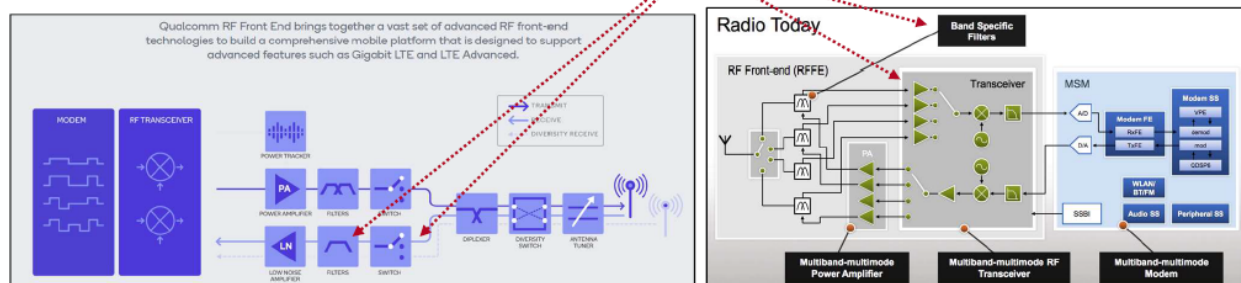 Qualcomm RF Front End brings together a vast set of advanced RF front-end
technologies to build a comprehensive mobile platform that is designed to support
advanced features such as Gigabit LTE and LTE Advanced.
TRANSMIT
RECEIVE
DIVERSITY RECEIVE
MODEM
RF TRANSCEIVER
POWER TRACKER
PA
POWER AMPLIFIER
FILTERS
SWITCH
LN
LOW NOISE
AMPLIFIER
FILTERS
SWITCH
DIPLEXER
DIVERSITY
SWITCH
ANTENNA
TUNER
Radio Today
Band Specific
Filters
RF Front-end (RFFE)
Transceiver
PA
MSM
A/D
D/A
Modem FE
RxFE
TxFE
Modem SS
VPE
demod
mod
QDSP6
WLAN/
BT/FM
SSBI
Audio SS
Peripheral SS
Multiband-multimode
Power Amplifier
Multiband-multimode RF
Transceiver
Multiband-multimode
Modem